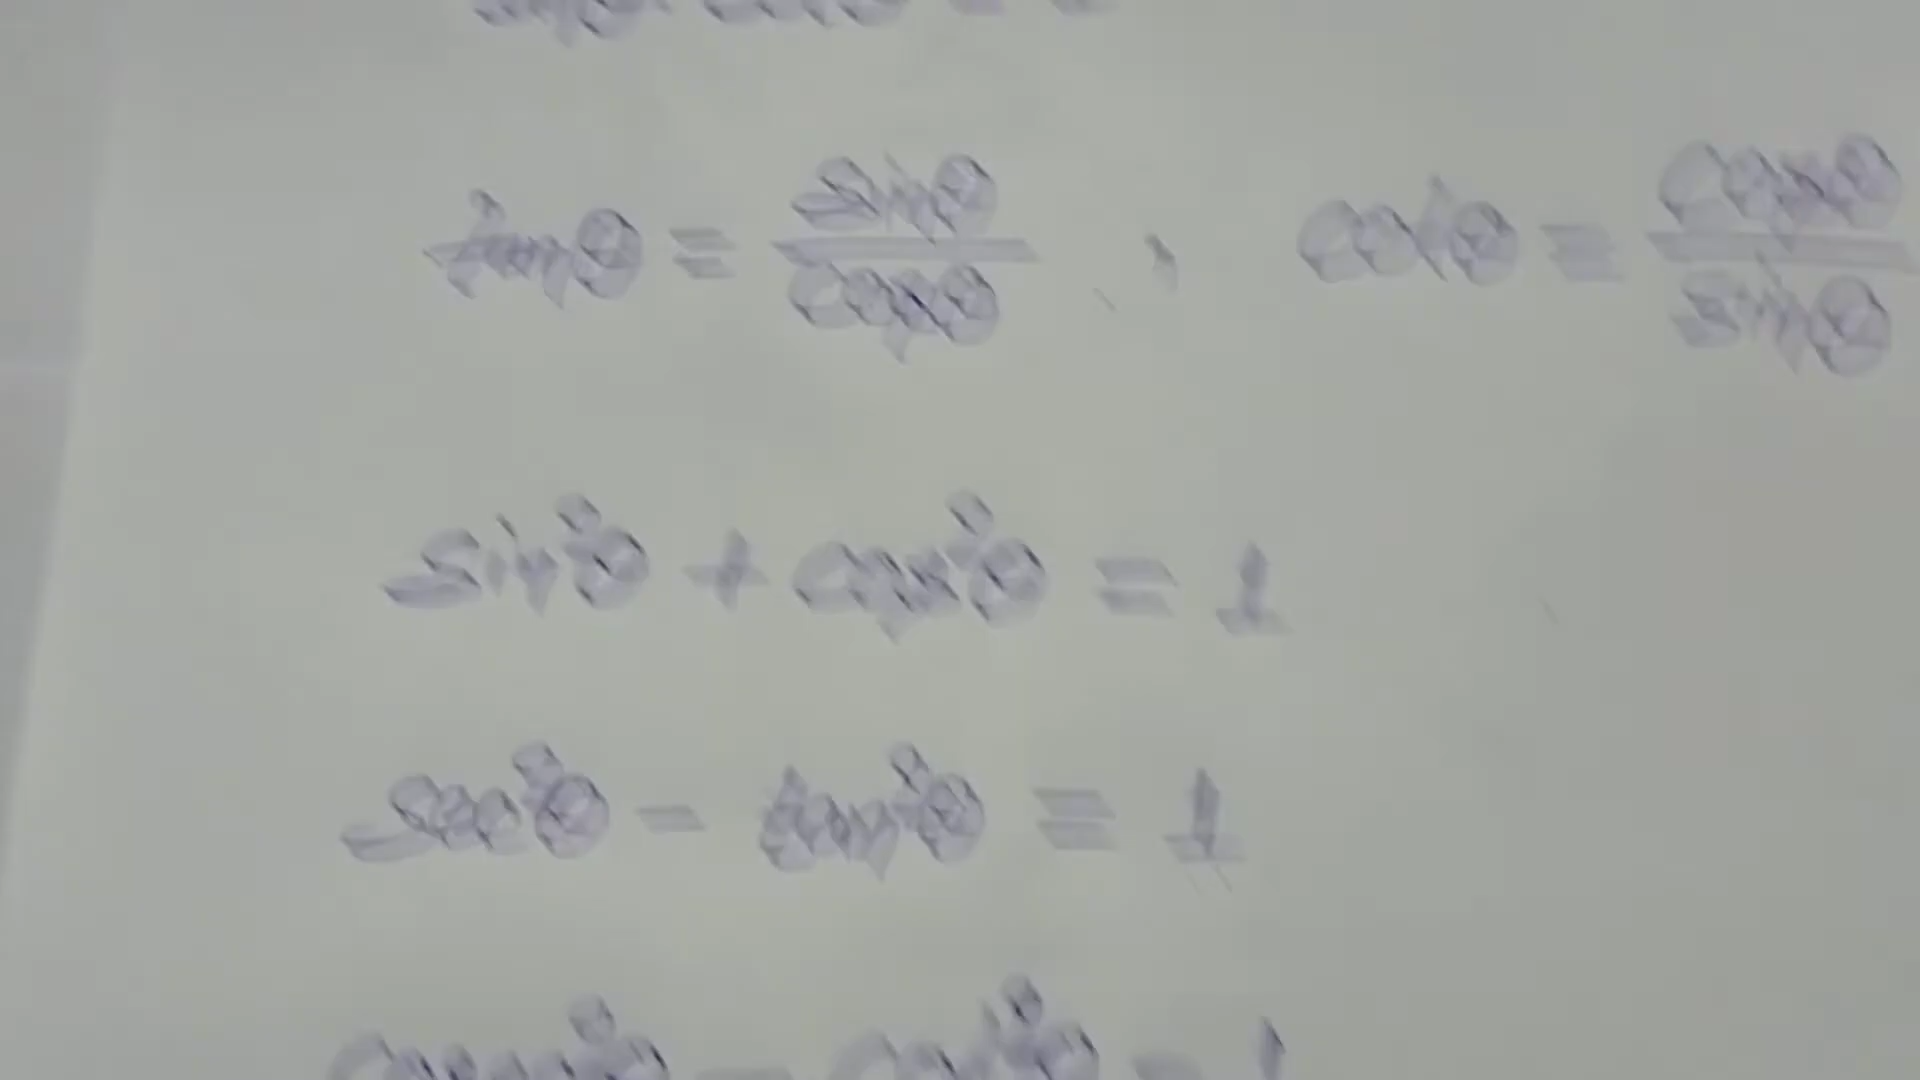 tanθ = sinθ/cosθ , cotθ = cosθ/sinθ
sin²θ + cos²θ = 1
sec²θ - tan²θ = 1